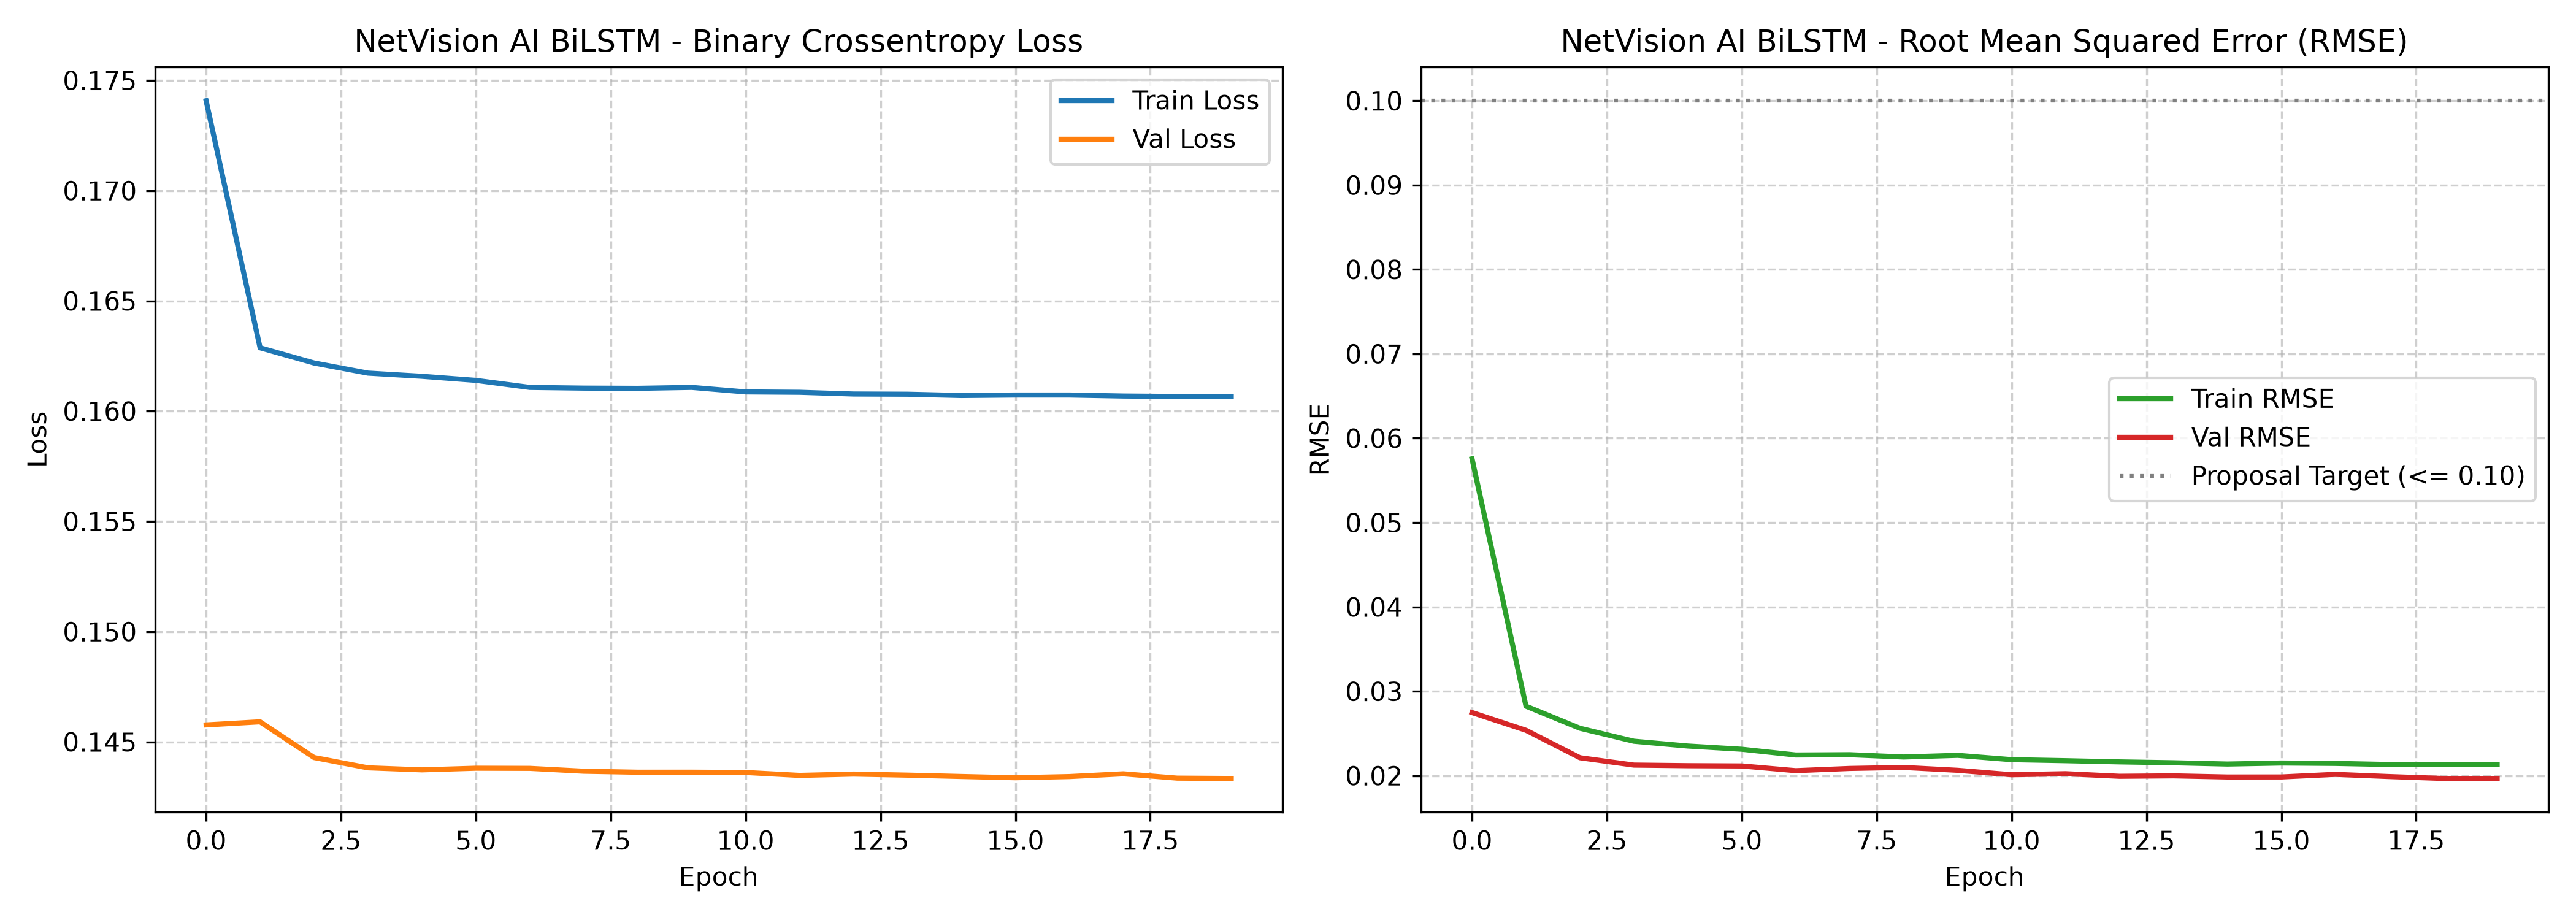 NetVision AI BiLSTM - Binary Crossentropy Loss
0.175
0.170
0.165
0.160
0.155
0.150
0.145
Loss
Train Loss
Val Loss
0.0 2.5 5.0 7.5 10.0 12.5 15.0 17.5
Epoch
NetVision AI BiLSTM - Root Mean Squared Error (RMSE)
0.10
0.09
0.08
0.07
0.06
0.05
0.04
0.03
0.02
RMSE
Train RMSE
Val RMSE
Proposal Target (<= 0.10)
0.0 2.5 5.0 7.5 10.0 12.5 15.0 17.5
Epoch